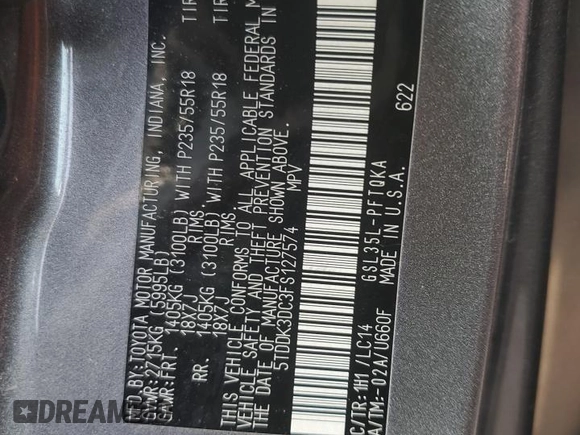 MFD BY:TOYOTA MOTOR MANUFACTURING, INDIANA, INC.
GVWR:2715KG (5995LB)
GAWR:FRT. 1405KG (3100LB) WITH P235/55R18 TIR
18X7J RIMS.
RR. 1405KG (3100LB) WITH P235/55R18 TIR
18X7J RIMS.
THIS VEHICLE CONFORMS TO ALL APPLICABLE FEDERAL M
VEHICLE SAFETY AND THEFT PREVENTION STANDARDS IN
THE DATE OF MANUFACTURE SHOWN ABOVE.
5TDDK3DC3FS127574 MPV
C/TR:1H1 /LC14 GSL35L-PFTQKA
A/TM:-02A/U660F MADE IN U.S.A.
622
DREAM